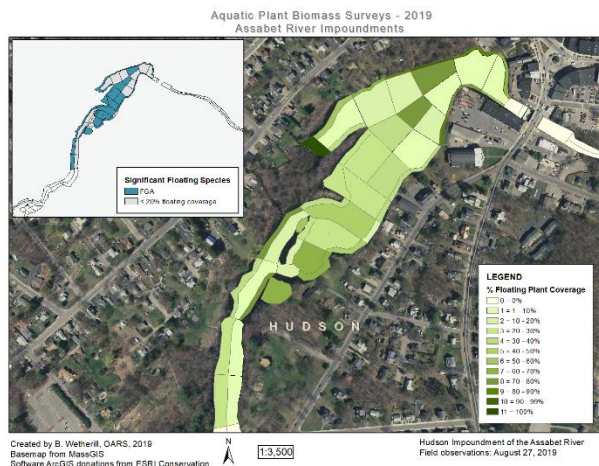 Aquatic Plant Biomass Surveys - 2019
Assabet River Impoundments
Significant Floating Species
FGA
< 20% floating coverage
HUDSON
LEGEND
% Floating Plant Coverage
0 - 0%
1 = 1 - 10%
2 - 10 - 20%
3 = 20 - 30%
4 = 30 - 40%
5 = 40 - 50%
6 = 50 - 60%
7 - 60 - 70%
8 = 70 - 80%
9 - 80 - 90%
10 = 90 - 99%
11 - 100%
Created by B. Wetherill, OARS, 2019
Basemap from MassGIS
Software ArcGIS donations from ESRI Conservation
N
1:3,500
Hudson Impoundment of the Assabet River
Field observations: August 27, 2019